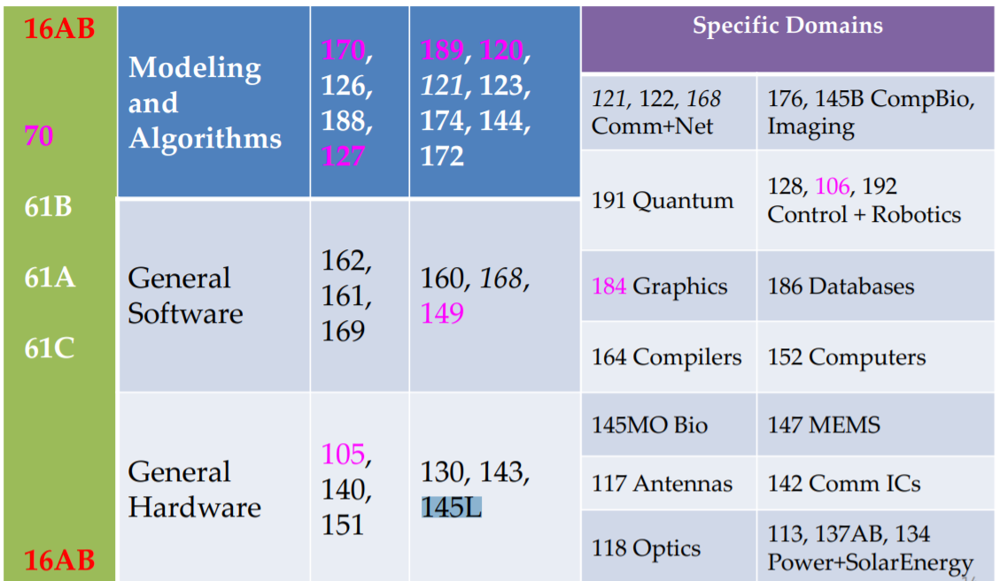 16AB
70
61B
61A
61C
16AB
Modeling
and
Algorithms
170,
126,
188,
127
189, 120,
121, 123,
174, 144,
172
General
Software
162,
161,
169
160, 168,
149
General
Hardware
105,
140,
151
130, 143,
145L
Specific Domains
121, 122, 168
Comm+Net
176, 145B CompBio,
Imaging
191 Quantum
128, 106, 192
Control + Robotics
184 Graphics
186 Databases
164 Compilers
152 Computers
145MO Bio
147 MEMS
117 Antennas
142 Comm ICs
118 Optics
113, 137AB, 134
Power+SolarEnergy